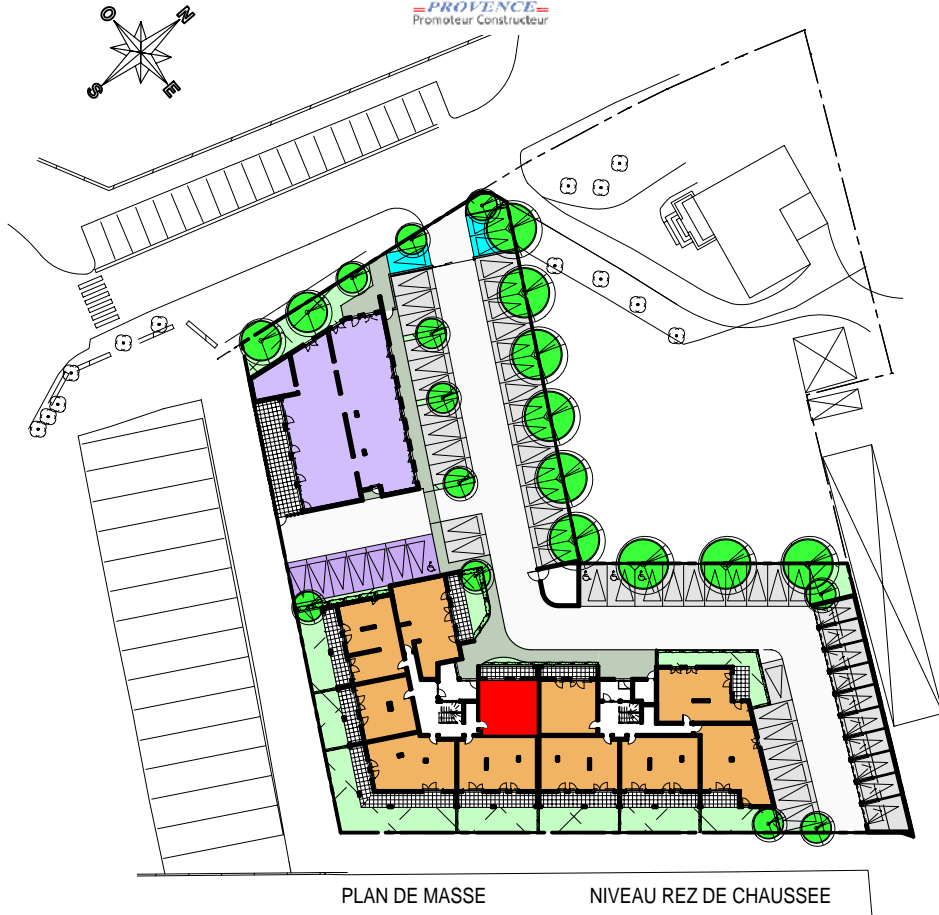 PROVENCE
Promoteur Constructeur
O N
S E
PLAN DE MASSE NIVEAU REZ DE CHAUSSEE